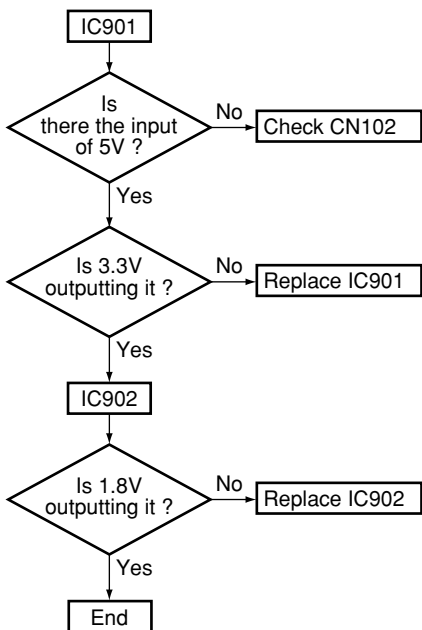 IC901
Is
there the input
of 5V ?
No
Check CN102
Yes
Is 3.3V
outputting it ?
No
Replace IC901
Yes
IC902
Is 1.8V
outputting it ?
No
Replace IC902
Yes
End